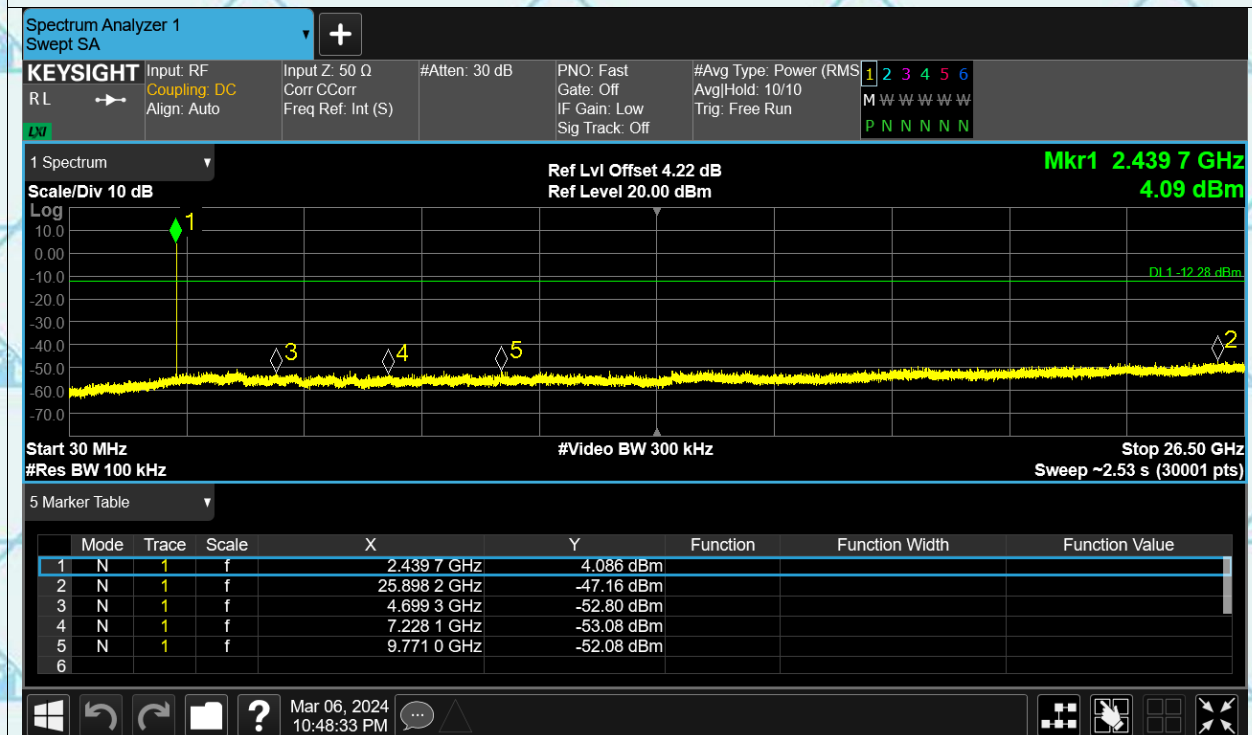 Spectrum Analyzer 1
Swept SA
KEYSIGHT
RL
LXI
Input: RF
Coupling: DC
Align: Auto
Input Z: 50 Ω
Corr CCorr
Freq Ref: Int (S)
#Atten: 30 dB
PNO: Fast
Gate: Off
IF Gain: Low
Sig Track: Off
#Avg Type: Power (RMS
Avg|Hold: 10/10
Trig: Free Run
1 2 3 4 5 6
M W W W W W
P N N N N N
1 Spectrum
Scale/Div 10 dB
Ref Lvl Offset 4.22 dB
Ref Level 20.00 dBm
Mkr1 2.439 7 GHz
4.09 dBm
Log
10.0
0.00
-10.0
-20.0
-30.0
-40.0
-50.0
-60.0
-70.0
1
DL1 -12.28 dBm
3
4
5
2
Start 30 MHz
#Video BW 300 kHz
Stop 26.50 GHz
#Res BW 100 kHz
Sweep ~2.53 s (30001 pts)
5 Marker Table
Mode Trace Scale X Y Function Function Width Function Value
1 N 1 f 2.439 7 GHz 4.086 dBm
2 N 1 f 25.898 2 GHz -47.16 dBm
3 N 1 f 4.699 3 GHz -52.80 dBm
4 N 1 f 7.228 1 GHz -53.08 dBm
5 N 1 f 9.771 0 GHz -52.08 dBm
6
?
Mar 06, 2024
10:48:33 PM